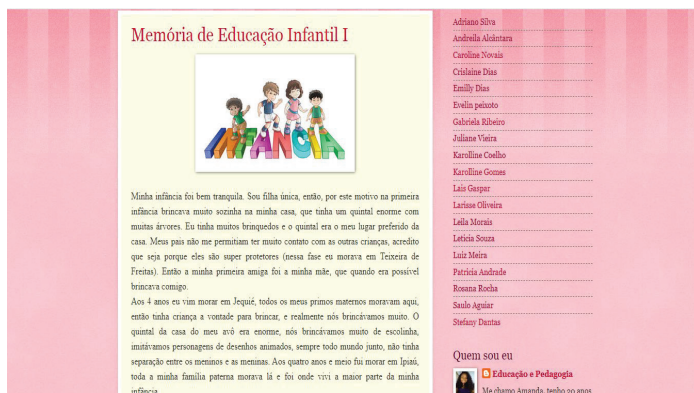 Memória de Educação Infantil I
INFÂNCIA
Minha infância foi bem tranquila. Sou filha única, então, por este motivo na primeira
infância brincava muito sozinha na minha casa, que tinha um quintal enorme com
muitas árvores. Eu tinha muitos brinquedos e o quintal era o meu lugar preferido da
casa. Meus pais não me permitiam ter muito contato com as outras crianças, acredito
que seja porque eles são super protetores (nessa fase eu morava em Teixeira de
Freitas). Então a minha primeira amiga foi a minha mãe, que quando era possível
brincava comigo.
Aos 4 anos eu vim morar em Jequié, todos os meus primos maternos moravam aqui,
então tinha criança a vontade para brincar, e realmente nós brincávamos muito. O
quintal da casa do meu avô era enorme, nós brincávamos muito de escolinha,
imitávamos personagens de desenhos animados, sempre todo mundo junto, não tinha
separação entre os meninos e as meninas. Aos quatro anos e meio fui morar em Ipiaú,
toda a minha família paterna morava lá e foi onde vivi a maior parte da minha
infância.
Adriano Silva
Andreila Alcântara
Caroline Novais
Crislaine Dias
Emilly Dias
Evelin peixoto
Gabriela Ribeiro
Juliane Vieira
Karolline Coelho
Karolline Gomes
Lais Gaspar
Larisse Oliveira
Leila Morais
Leticia Souza
Luiz Meira
Patricia Andrade
Rosana Rocha
Saulo Aguiar
Stefany Dantas
Quem sou eu
Educação e Pedagogia
Me chamo Amanda, tenho 20 anos